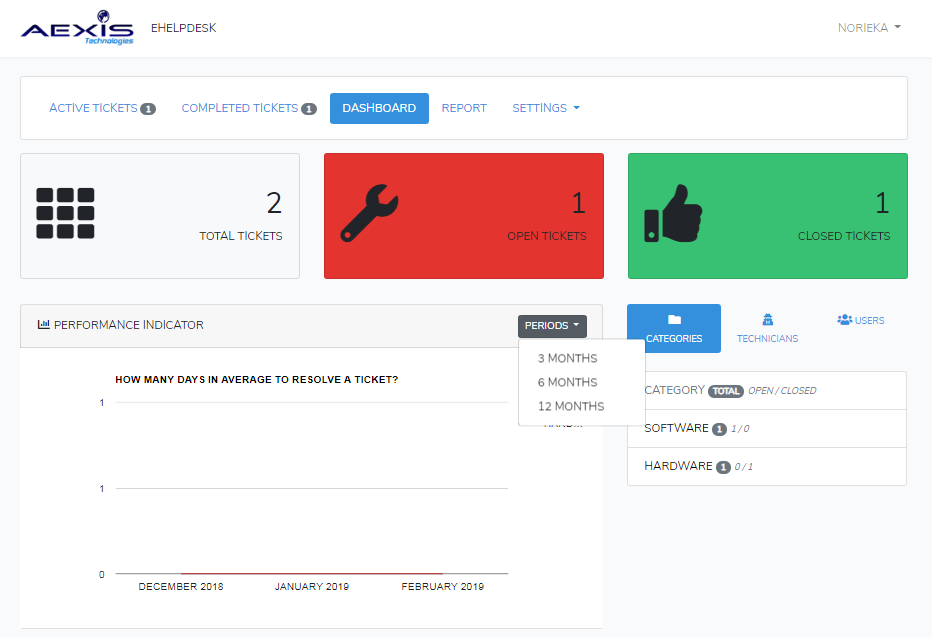 AEXIS
Technologies
EHELPDESK
NORIEKA
ACTIVE TICKETS 1
COMPLETED TICKETS 1
DASHBOARD
REPORT
SETTINGS
2
TOTAL TICKETS
1
OPEN TICKETS
1
CLOSED TICKETS
PERFORMANCE INDICATOR
PERIODS
3 MONTHS
6 MONTHS
12 MONTHS
HOW MANY DAYS IN AVERAGE TO RESOLVE A TICKET?
1
1
0
DECEMBER 2018
JANUARY 2019
FEBRUARY 2019
CATEGORIES
TECHNICIANS
USERS
CATEGORY TOTAL OPEN / CLOSED
SOFTWARE 1 1 / 0
HARDWARE 1 0 / 1